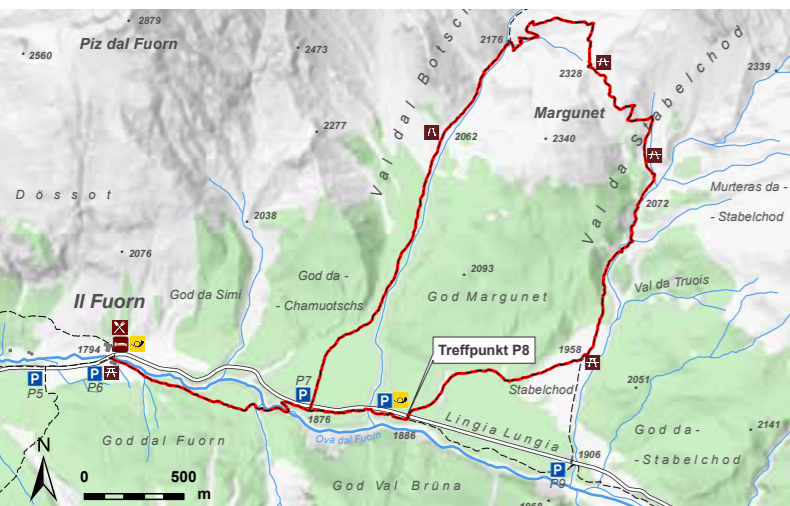 2879
Piz dal Fuorn
2560
2473
2176
Val dal Botsch
2328
2339
Margunet
2277
2062
2340
Val da Stabelchod
Dössot
Murteras da -
- Stabelchod
2038
2072
2076
God da -
- Chamuotschs
2093
God da Simi
God Margunet
Val da Truois
Il Fuorn
1794
Treffpunkt P8
1958
P
P5
P
P6
P7
P
P
Stabelchod
2051
1876
1886
Lingia Lungia
2141
God dal Fuorn
Ova dal Fuorn
God da -
- Stabelchod
N
1906
P
P9
0 500
m
God Val Brüna
1968